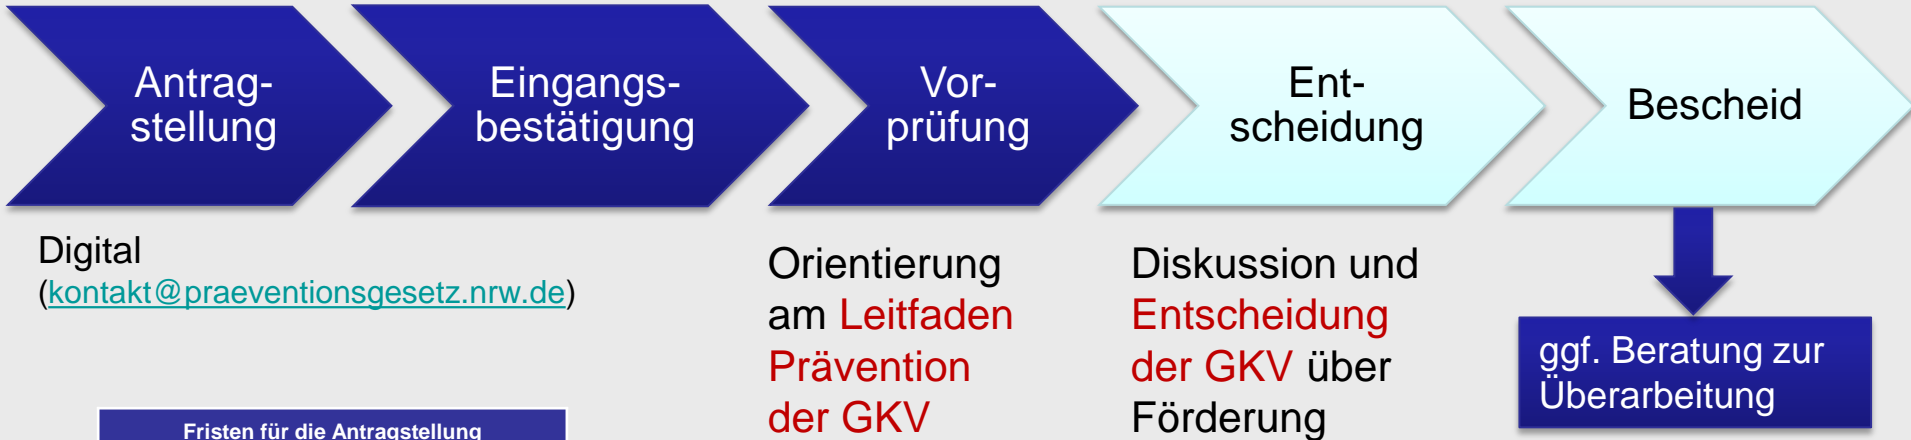 Antrag-
stellung
Eingangs-
bestätigung
Vor-
prüfung
Ent-
scheidung
Bescheid
Digital
(kontakt@praeventionsgesetz.nrw.de)
Orientierung
am Leitfaden
Prävention
der GKV
Diskussion und
Entscheidung
der GKV über
Förderung
ggf. Beratung zur
Überarbeitung
Fristen für die Antragstellung